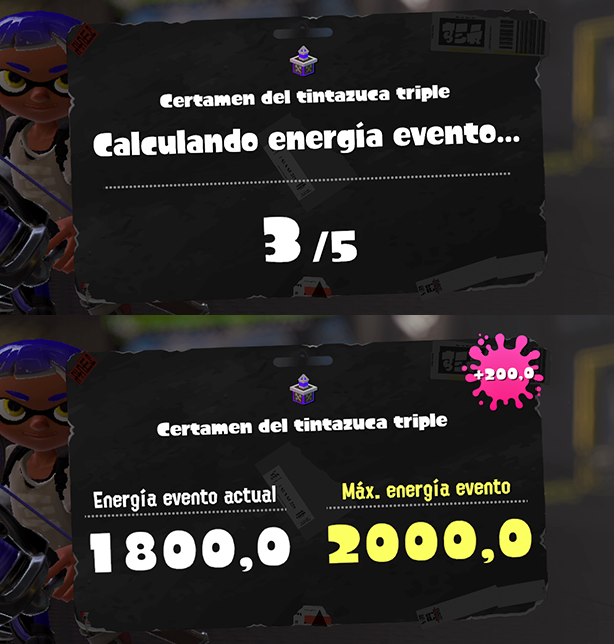 Certamen del tintazuca triple
Calculando energía evento...
3 /5
+200,0
Certamen del tintazuca triple
Energía evento actual
Máx. energía evento
1800,0
2000,0